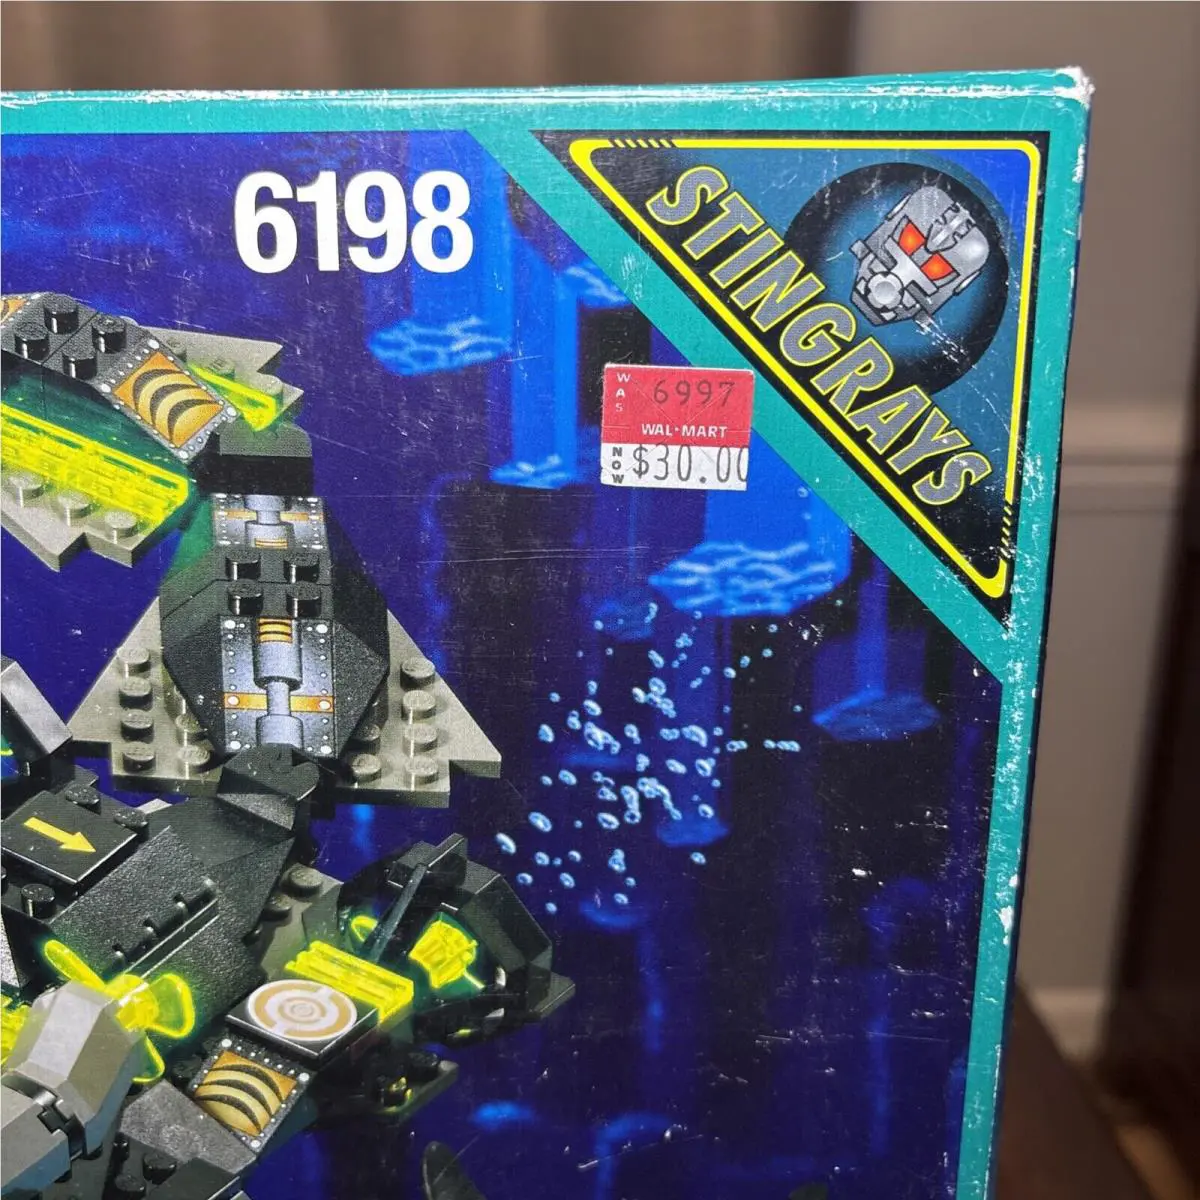 6198
STINGRAYS
WAS 6997
WAL·MART
NOW $30.00